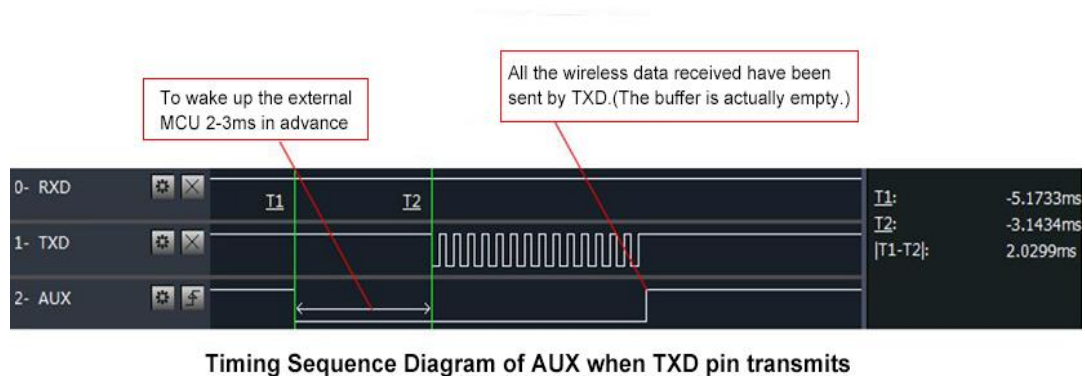 To wake up the external
MCU 2-3ms in advance
All the wireless data received have been
sent by TXD.(The buffer is actually empty.)
0- RXD
T1
T2
1- TXD
2- AUX
T1: -5.1733ms
T2: -3.1434ms
|T1-T2|: 2.0299ms
Timing Sequence Diagram of AUX when TXD pin transmits